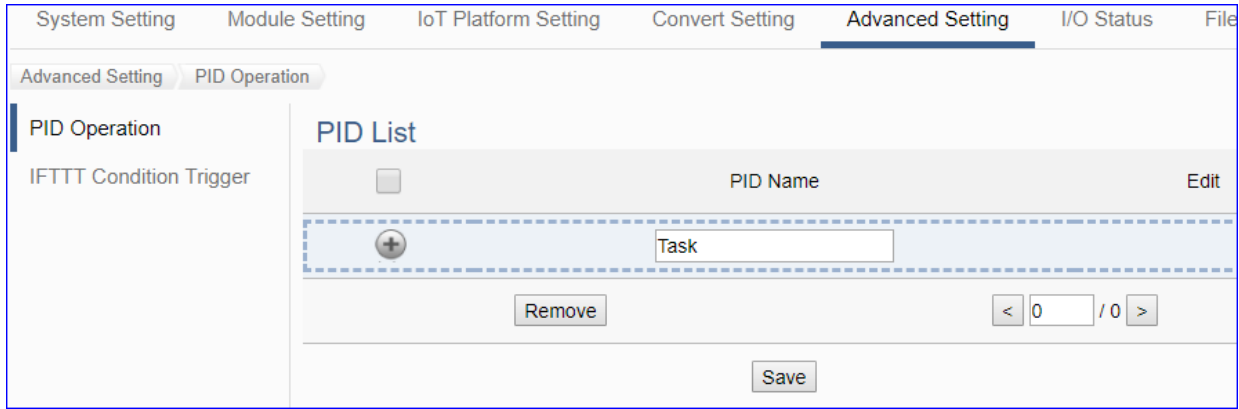 System Setting Module Setting IoT Platform Setting Convert Setting Advanced Setting I/O Status File
Advanced Setting PID Operation
PID Operation
IFTTT Condition Trigger
PID List
PID Name Edit
Task
Remove < 0 / 0 >
Save